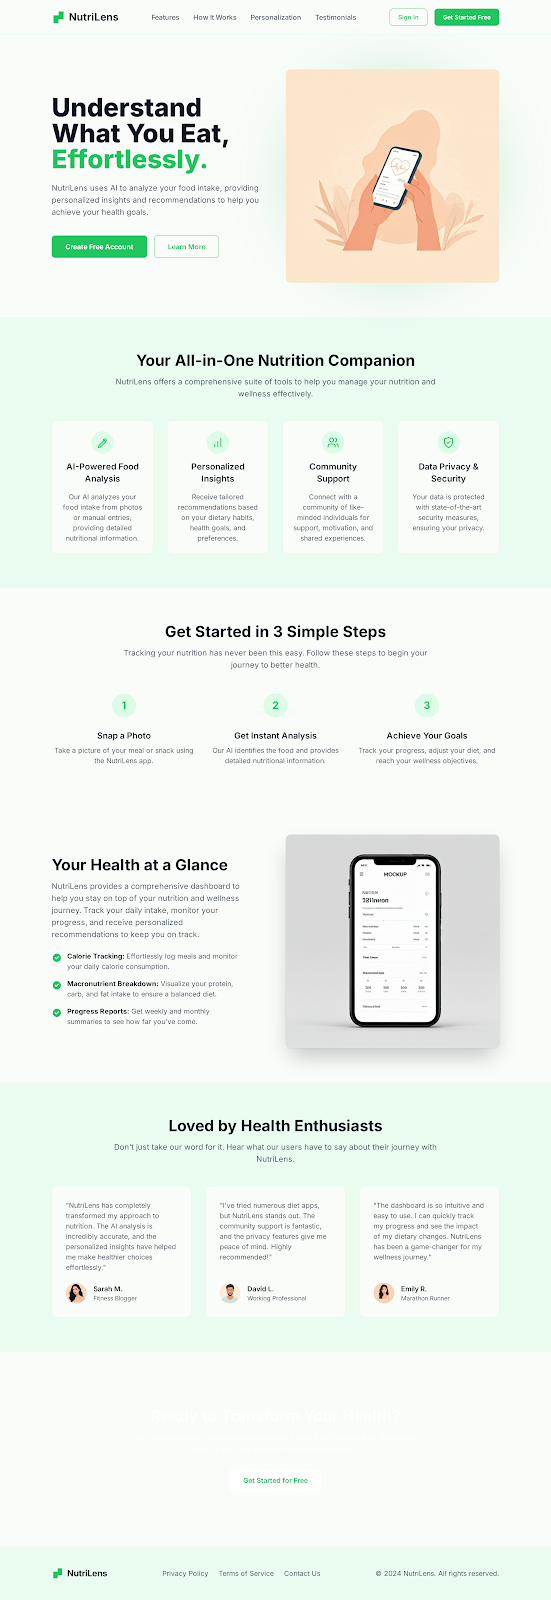 NutriLens
Features How It Works Personalization Testimonials
Sign In
Get Started Free
Understand
What You Eat,
Effortlessly.
NutriLens uses AI to analyze your food intake, providing
personalized insights and recommendations to help you
achieve your health goals.
Create Free Account
Learn More
Your All-in-One Nutrition Companion
NutriLens offers a comprehensive suite of tools to help you manage your nutrition and
wellness effectively.
AI-Powered Food
Analysis
Our AI analyzes your
food intake from photos
or manual entries,
providing detailed
nutritional information.
Personalized
Insights
Receive tailored
recommendations based
on your dietary habits,
health goals, and
preferences.
Community
Support
Connect with a
community of like-
minded individuals for
support, motivation, and
shared experiences.
Data Privacy &
Security
Your data is protected
with state-of-the-art
security measures,
ensuring your privacy.
Get Started in 3 Simple Steps
Tracking your nutrition has never been this easy. Follow these steps to begin your
journey to better health.
1
Snap a Photo
Take a picture of your meal or snack using
the NutriLens app.
2
Get Instant Analysis
Our AI identifies the food and provides
detailed nutritional information.
3
Achieve Your Goals
Track your progress, adjust your diet, and
reach your wellness objectives.
Your Health at a Glance
NutriLens provides a comprehensive dashboard to
help you stay on top of your nutrition and wellness
journey. Track your daily intake, monitor your
progress, and receive personalized
recommendations to keep you on track.
Calorie Tracking: Effortlessly log meals and monitor
your daily calorie consumption.
Macronutrient Breakdown: Visualize your protein,
carb, and fat intake to ensure a balanced diet.
Progress Reports: Get weekly and monthly
summaries to see how far you've come.
MOCKUP
Loved by Health Enthusiasts
Don't just take our word for it. Hear what our users have to say about their journey with
NutriLens.
"NutriLens has completely
transformed my approach to
nutrition. The AI analysis is
incredibly accurate, and the
personalized insights have helped
me make healthier choices
effortlessly."
Sarah M.
Fitness Blogger
"I've tried numerous diet apps,
but NutriLens stands out. The
community support is fantastic,
and the privacy features give me
peace of mind. Highly
recommended!"
David L.
Working Professional
"The dashboard is so intuitive and
easy to use. I can quickly track
my progress and see the impact
of my dietary changes. NutriLens
has been a game-changer for my
wellness journey."
Emily R.
Marathon Runner
Ready to Transform Your Health?
Get Started for Free
NutriLens
Privacy Policy Terms of Service Contact Us
© 2024 NutriLens. All rights reserved.